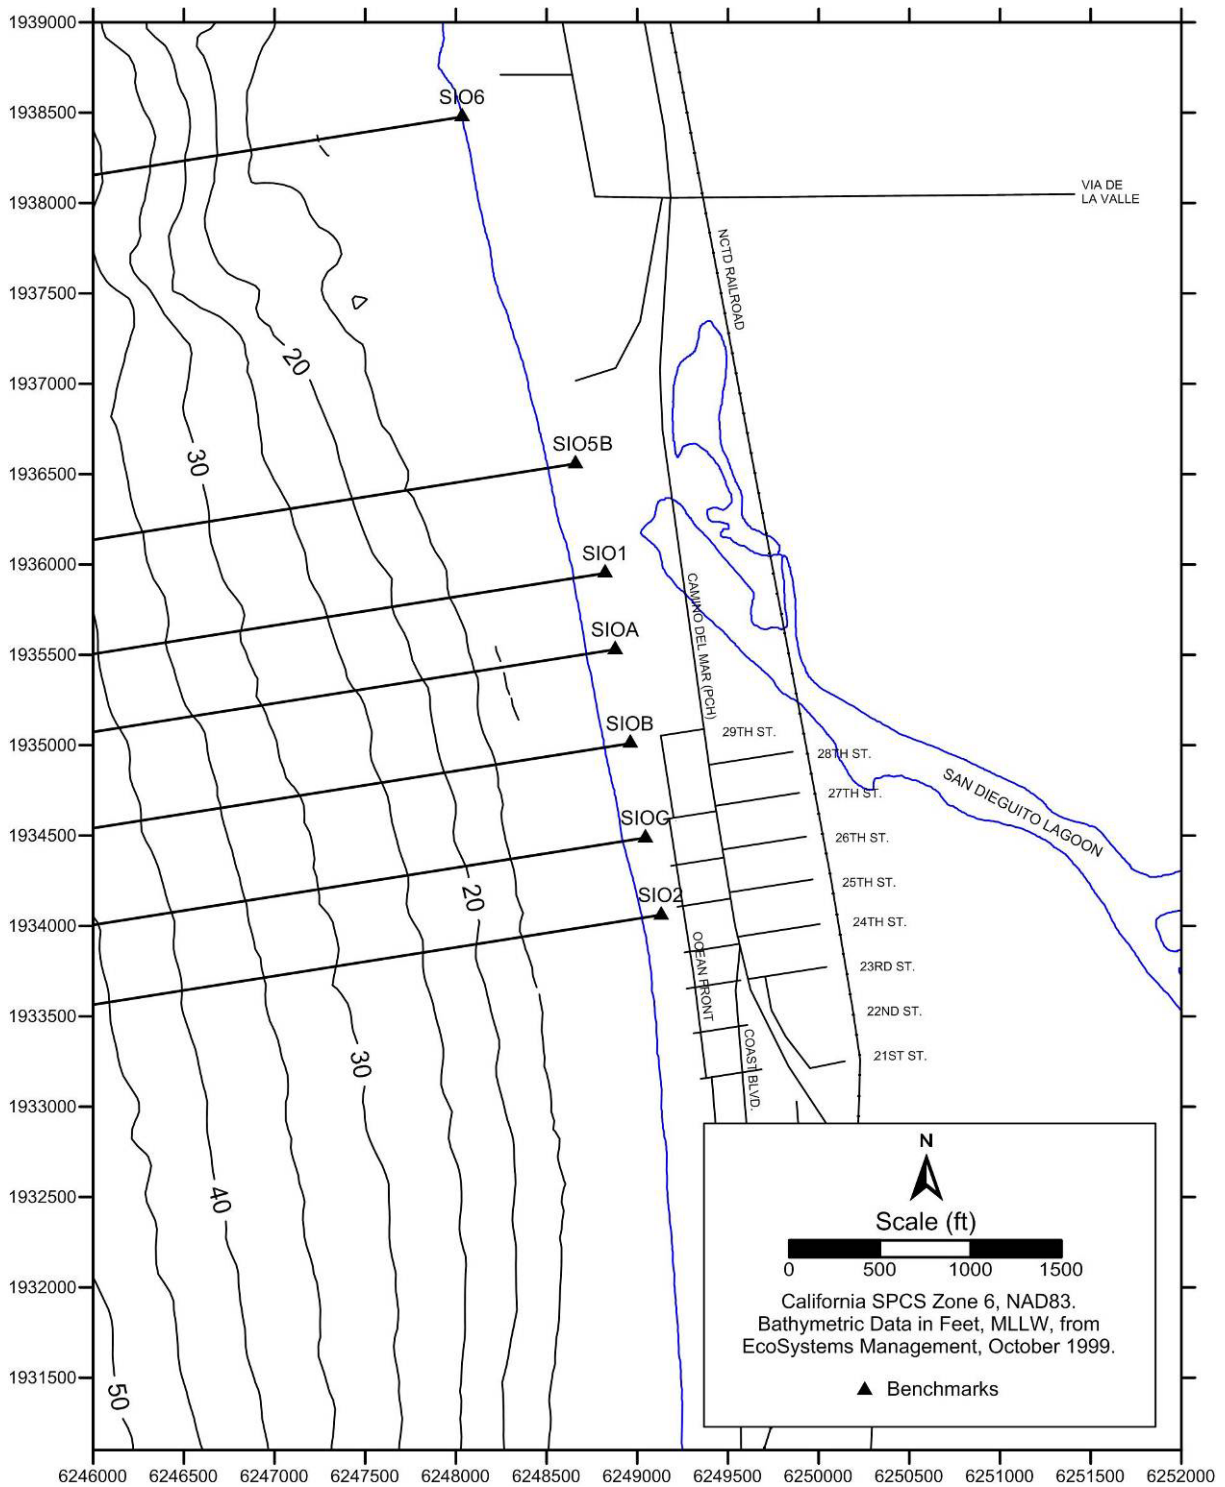 1939000
1938500
1938000
1937500
1937000
1936500
1936000
1935500
1935000
1934500
1934000
1933500
1933000
1932500
1932000
1931500
SIO6
VIA DE
LA VALLE
NCTD RAILROAD
20
30
SIO5B
SIO1
CAMINO DEL MAR (PCH)
SIOA
SIOB
29TH ST.
28TH ST.
SAN DIEGUITO LAGOON
27TH ST.
SIOC
26TH ST.
25TH ST.
SIO2
20
24TH ST.
OCEAN FRONT
23RD ST.
22ND ST.
30
21ST ST.
COAST BLVD.
40
50
N
Scale (ft)
0 500 1000 1500
California SPCS Zone 6, NAD83.
Bathymetric Data in Feet, MLLW, from
EcoSystems Management, October 1999.
Benchmarks
6246000 6246500 6247000 6247500 6248000 6248500 6249000 6249500 6250000 6250500 6251000 6251500 6252000